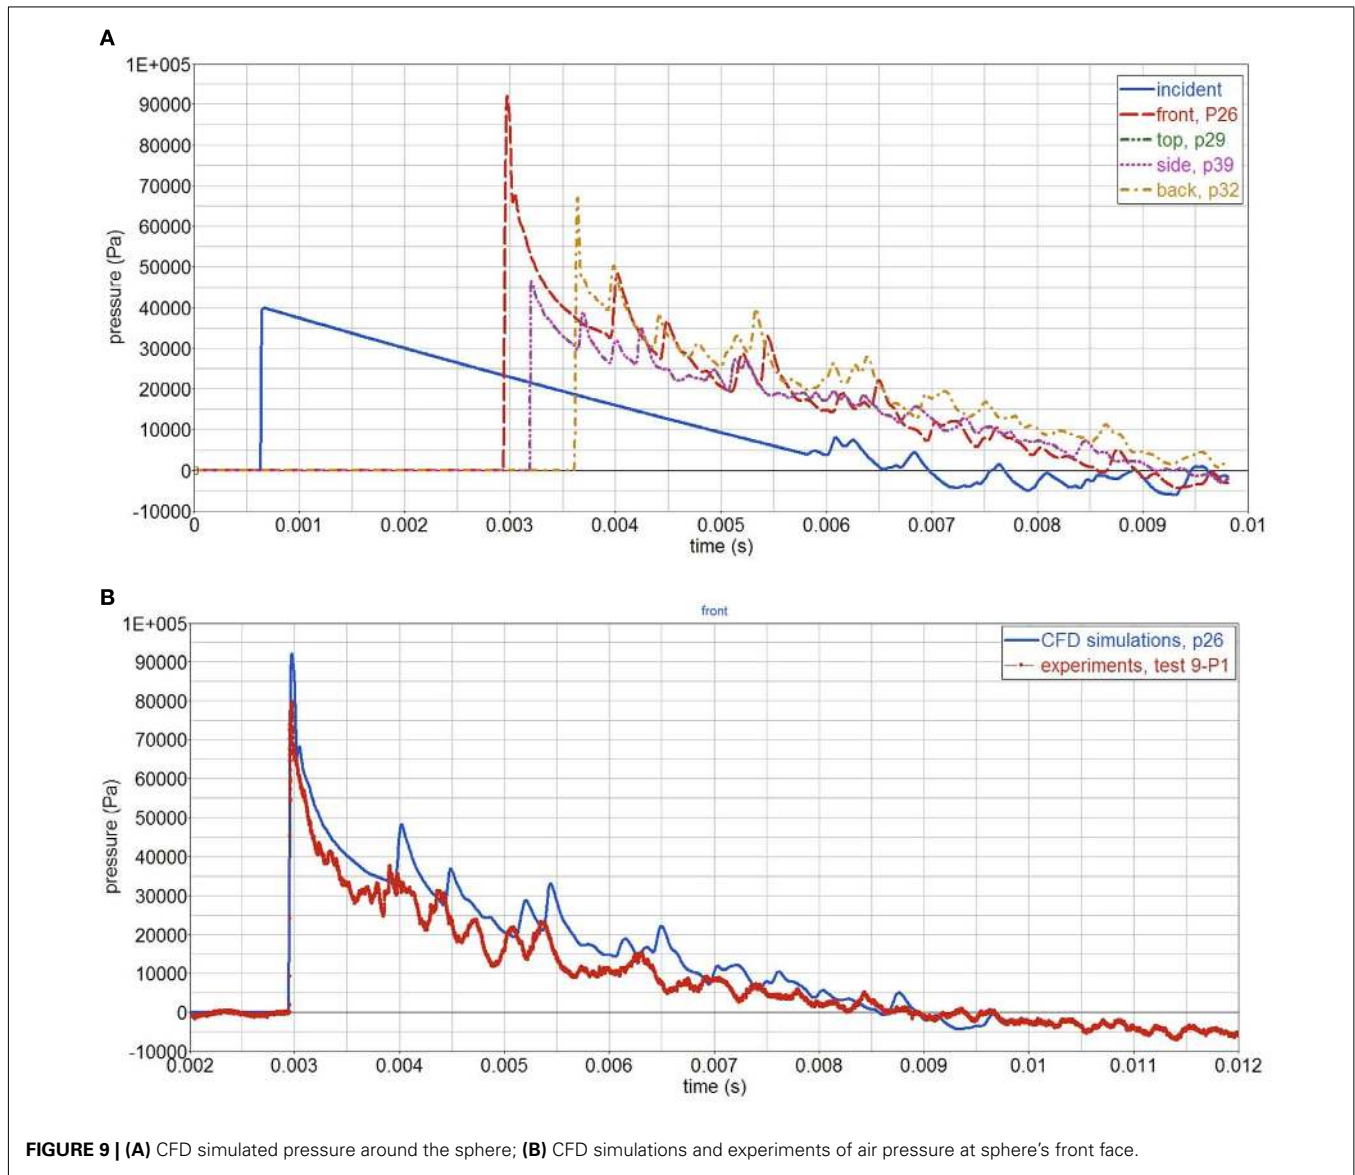 A
1E+005
90000
80000
70000
60000
50000
40000
30000
20000
10000
0
-10000
pressure (Pa)
0 0.001 0.002 0.003 0.004 0.005 0.006 0.007 0.008 0.009 0.01
time (s)
incident
front, P26
top, p29
side, p39
back, p32
B
front
1E+005
90000
80000
70000
60000
50000
40000
30000
20000
10000
0
-10000
pressure (Pa)
0.002 0.003 0.004 0.005 0.006 0.007 0.008 0.009 0.01 0.011 0.012
time (s)
CFD simulations, p26
experiments, test 9-P1
FIGURE 9 | (A) CFD simulated pressure around the sphere; (B) CFD simulations and experiments of air pressure at sphere's front face.